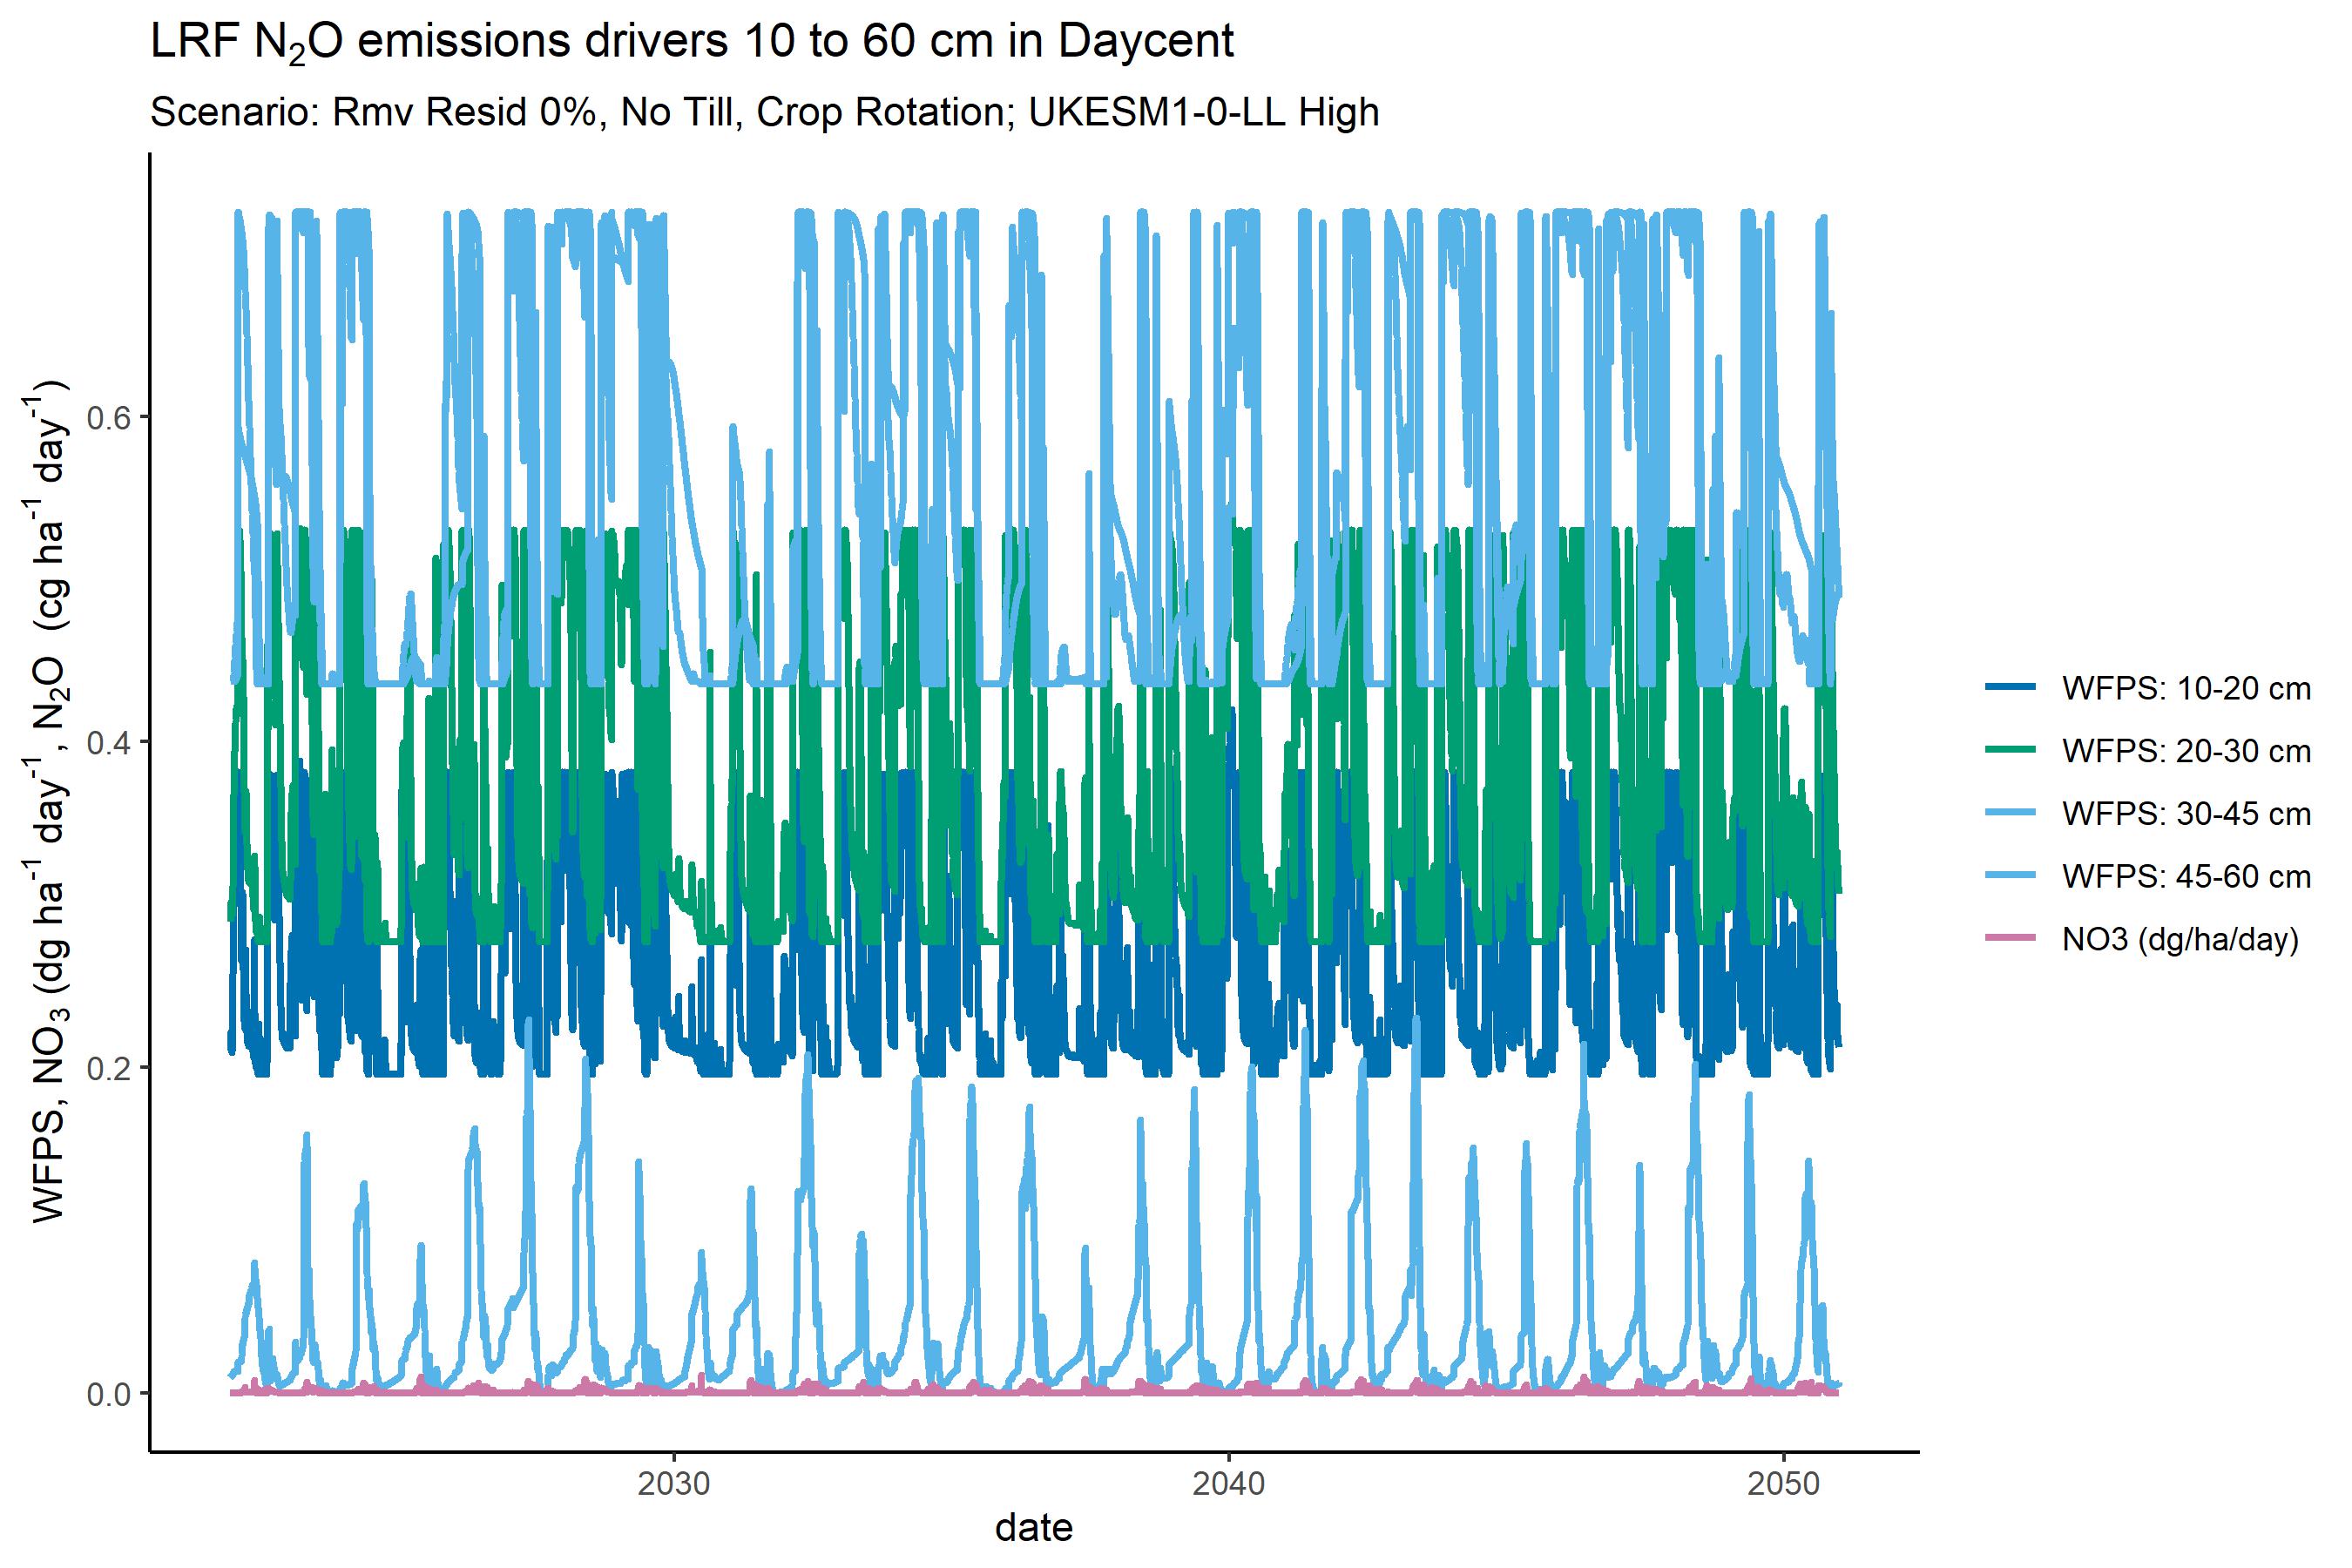 LRF N₂O emissions drivers 10 to 60 cm in Daycent
Scenario: Rmv Resid 0%, No Till, Crop Rotation; UKESM1-0-LL High
WFPS, NO₃ (dg ha⁻¹ day⁻¹, N₂O (cg ha⁻¹ day⁻¹)
0.6
0.4
0.2
0.0
2030
2040
2050
date
WFPS: 10-20 cm
WFPS: 20-30 cm
WFPS: 30-45 cm
WFPS: 45-60 cm
NO3 (dg/ha/day)